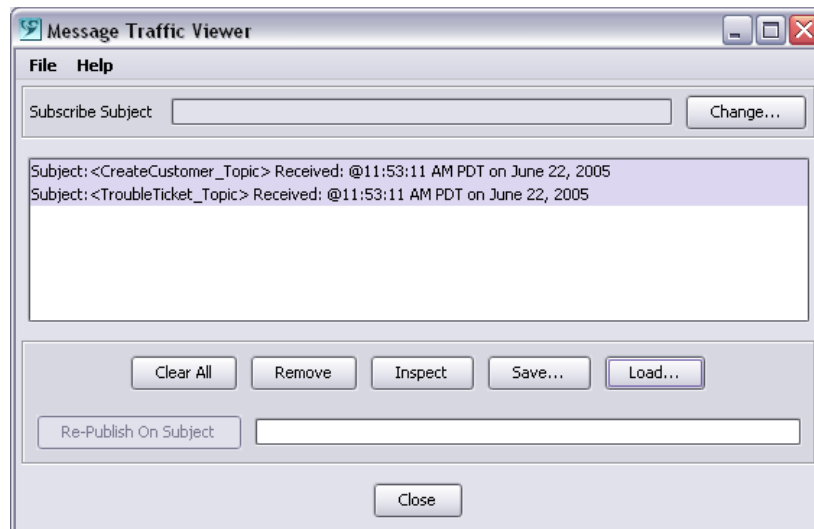 Message Traffic Viewer
File Help
Subscribe Subject Change...
Subject:<CreateCustomer_Topic> Received: @11:53:11 AM PDT on June 22, 2005
Subject:<TroubleTicket_Topic> Received: @11:53:11 AM PDT on June 22, 2005
Clear All Remove Inspect Save... Load...
Re-Publish On Subject
Close